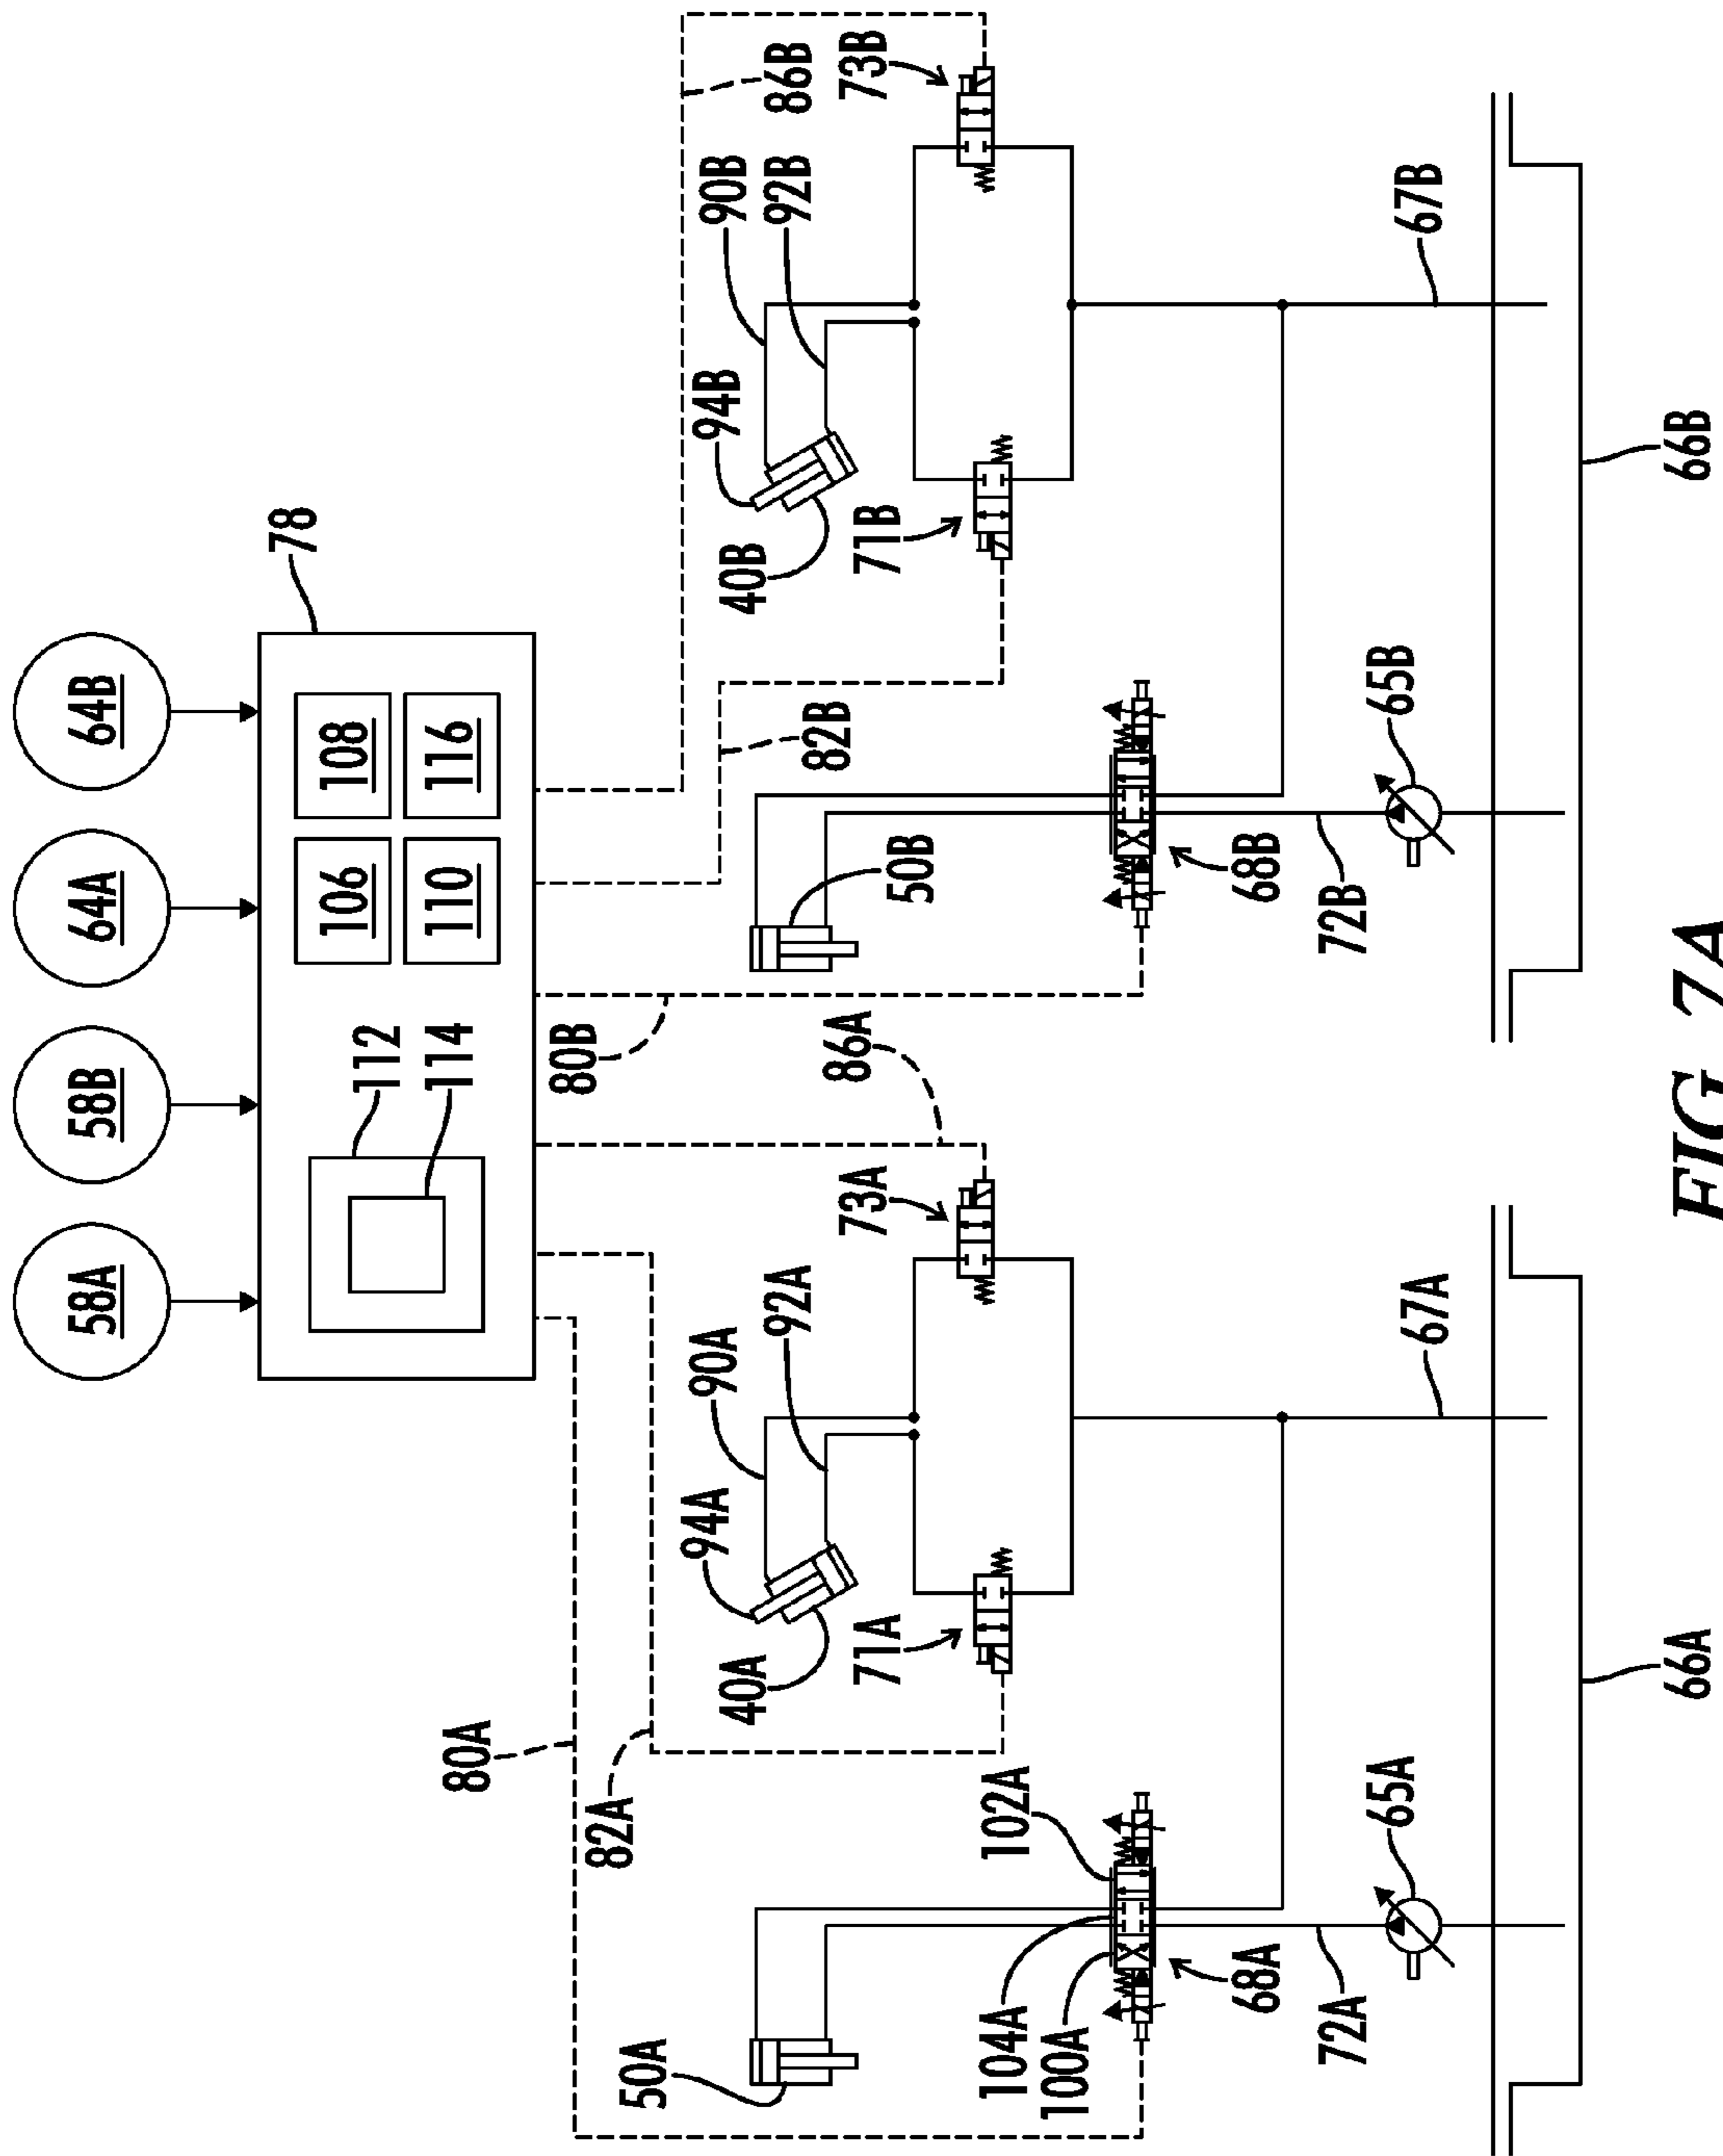 58A
58B
64A
64B
78
112
114
106
108
110
116
80A
82A
80B
86A
82B
86B
94A
90A
92A
40A
71A
73A
94B
90B
92B
40B
71B
73B
50A
104A
100A
102A
68A
72A
65A
67A
66A
50B
68B
72B
65B
67B
66B
FIG. 7A